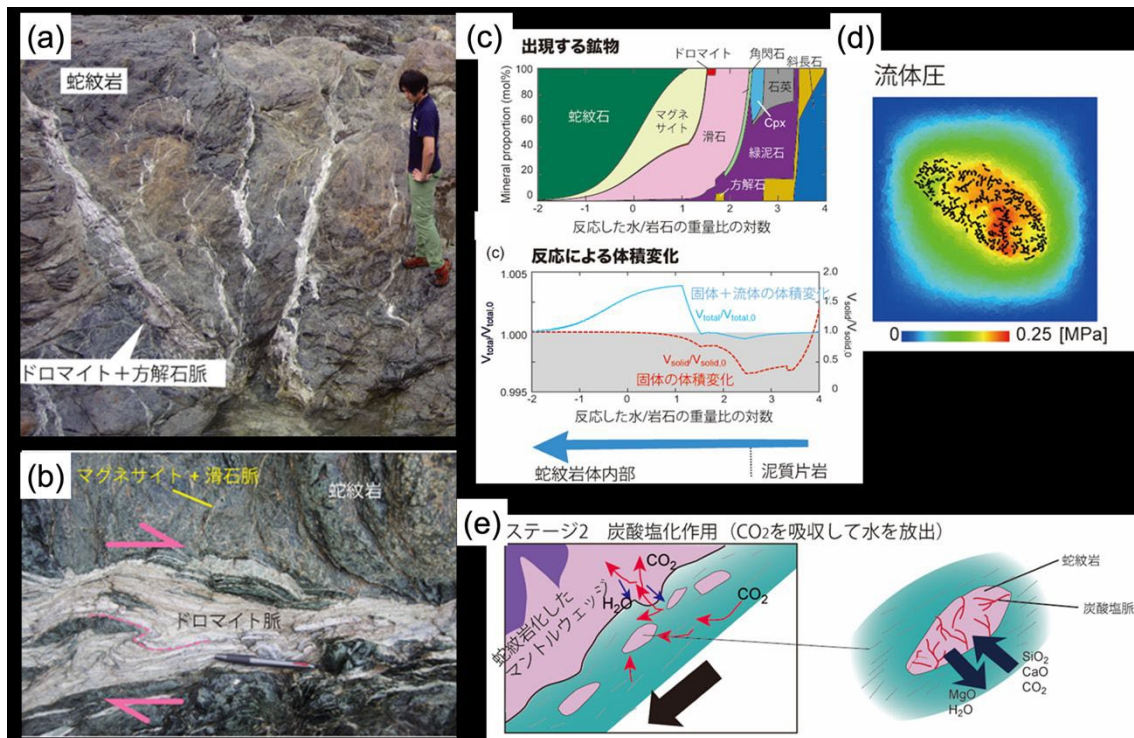 (a)
蛇紋岩
ドロマイト＋方解石脈
(b)
マグネサイト + 滑石脈
蛇紋岩
ドロマイト脈
(c)
出現する鉱物
ドロマイト
角閃石
斜長石
Mineral proportion (mol%)
100
80
60
40
20
0
蛇紋石
マグネ
サイト
滑石
石英
Cpx
緑泥石
方解石
-2 -1 0 1 2 3 4
反応した水/岩石の重量比の対数
(c)
反応による体積変化
1.005
1.000
0.995
Vtotal/Vtotal,0
固体＋流体の体積変化
Vtotal/Vtotal,0
Vsolid/Vsolid,0
固体の体積変化
2.0
1.5
1.0
0.5
0
Vsolid/Vsolid,0
-2 -1 0 1 2 3 4
反応した水/岩石の重量比の対数
蛇紋岩体内部
泥質片岩
(d)
流体圧
0 0.25 [MPa]
(e)
ステージ2 炭酸塩化作用（CO2を吸収して水を放出）
CO2
H2O
CO2
蛇紋岩化した
マントルウェッジ
蛇紋岩
炭酸塩脈
SiO2
CaO
CO2
MgO
H2O